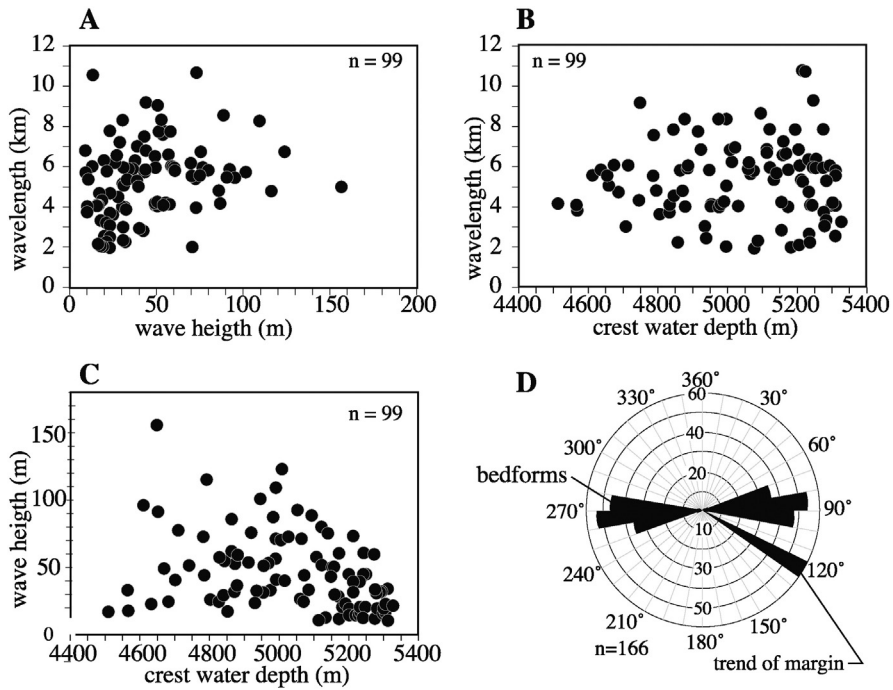 A
B
12
10
8
6
4
2
0
wavelength (km)
n = 99
0 50 100 150 200
wave heigth (m)
12
10
8
6
4
2
0
wavelength (km)
n = 99
4400 4600 4800 5000 5200 5400
crest water depth (m)
C
D
150
100
50
0
wave heigth (m)
n = 99
4400 4600 4800 5000 5200 5400
crest water depth (m)
360°
330° 30°
60
40
300° 60°
20
bedforms
270° 90°
10
240° 120°
30
50
210° 150°
n=166 180°
trend of margin